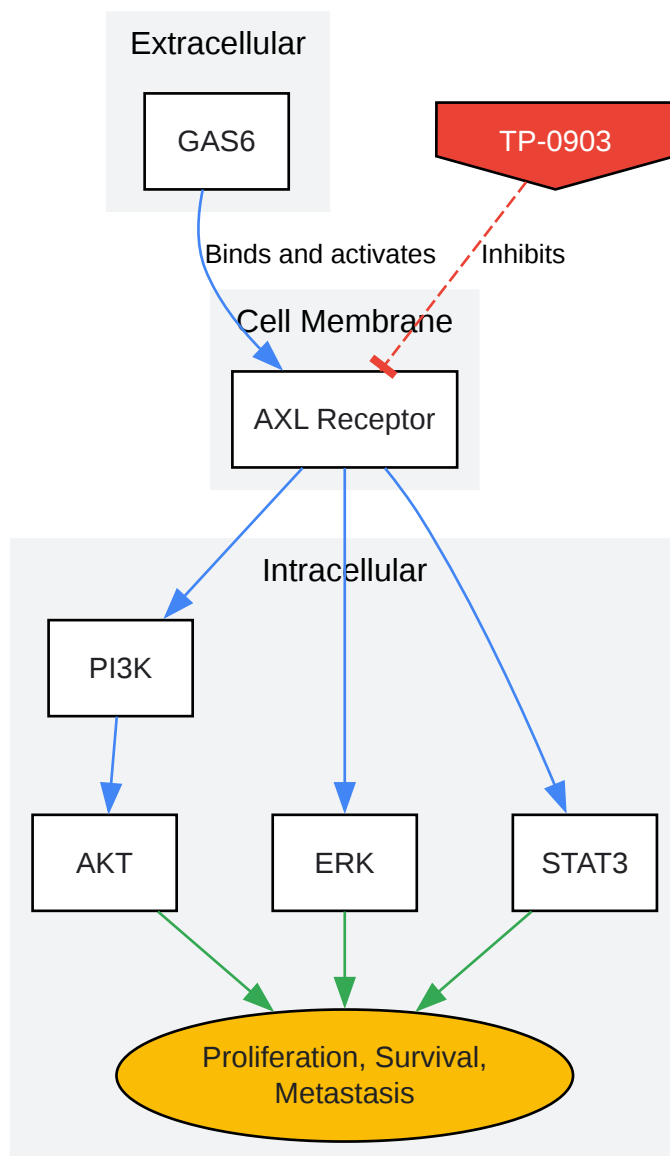 Extracellular
GAS6
TP-0903
Binds and activates
Inhibits
Cell Membrane
AXL Receptor
Intracellular
PI3K
AKT
ERK
STAT3
Proliferation, Survival,
Metastasis